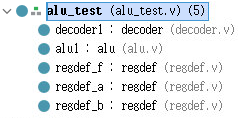 alu_test (alu_test.v) (5)
decoder1 : decoder (decoder.v)
alu1 : alu (alu.v)
regdef_f : regdef (regdef.v)
regdef_a : regdef (regdef.v)
regdef_b : regdef (regdef.v)